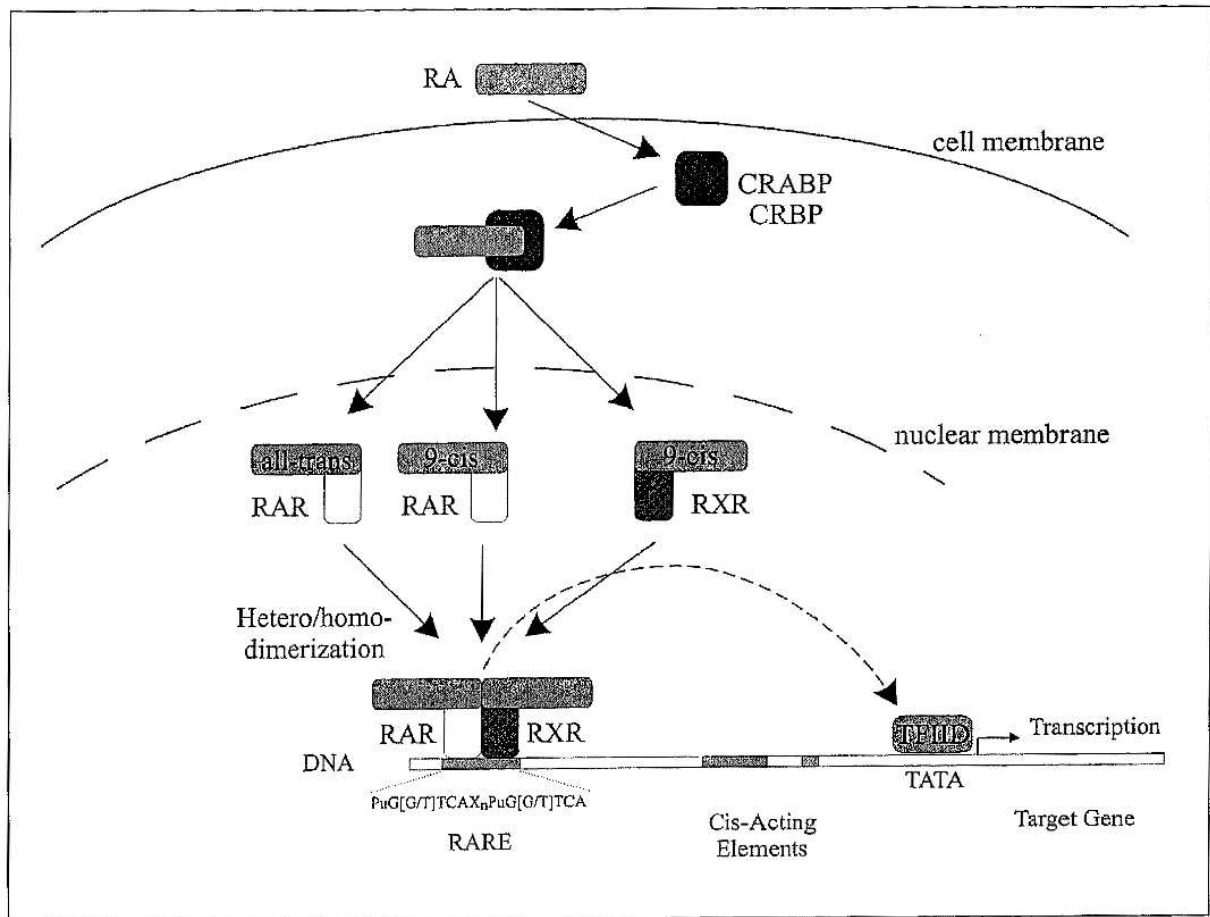 RA
cell membrane
CRABP
CRBP
nuclear membrane
all-trans
9-cis
9-cis
RAR
RAR
RXR
Hetero/homo-
dimerization
RAR
RXR
TFIID
Transcription
DNA
TATA
PuG[G/T]TCAXnPuG[G/T]TCA
RARE
Cis-Acting
Elements
Target Gene